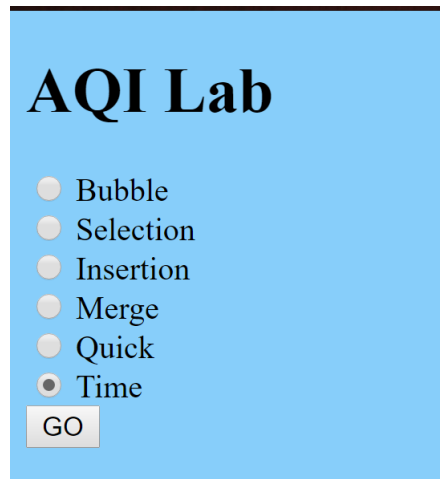 AQI Lab
Bubble
Selection
Insertion
Merge
Quick
Time
GO